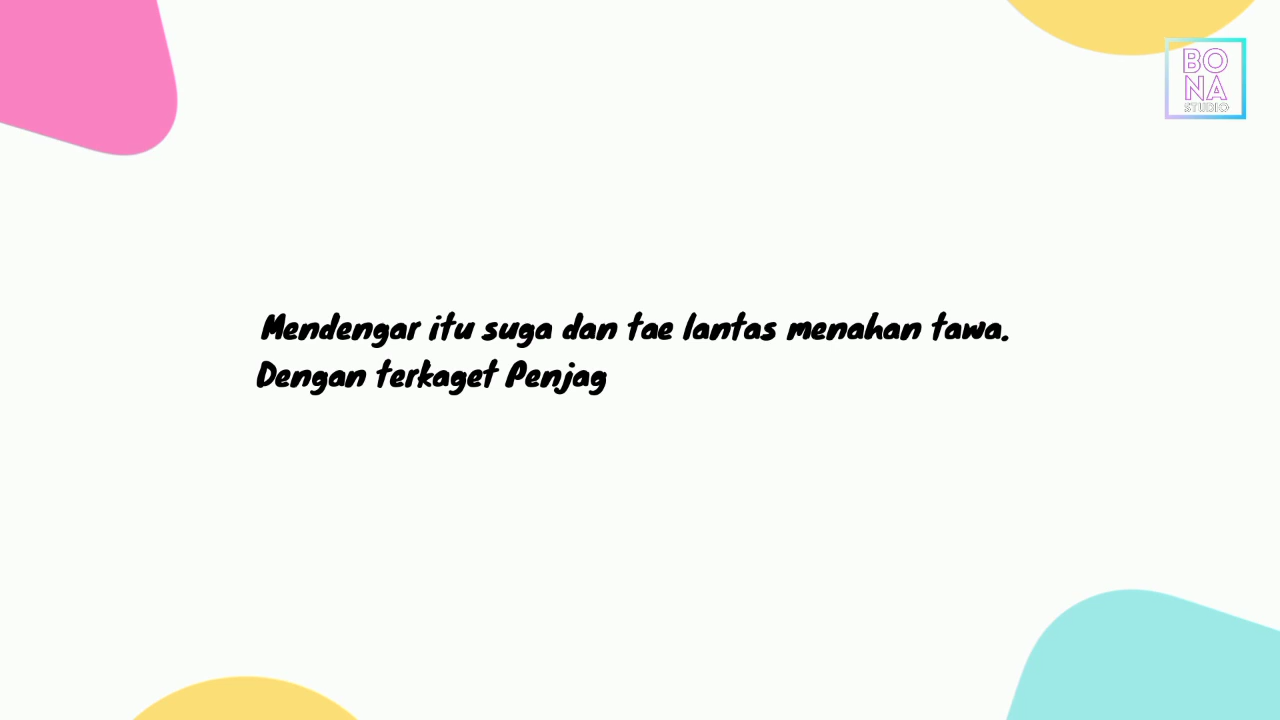 BO
NA
STUDIO
Mendengar itu suga dan tae lantas menahan tawa.
Dengan terkaget Penjag